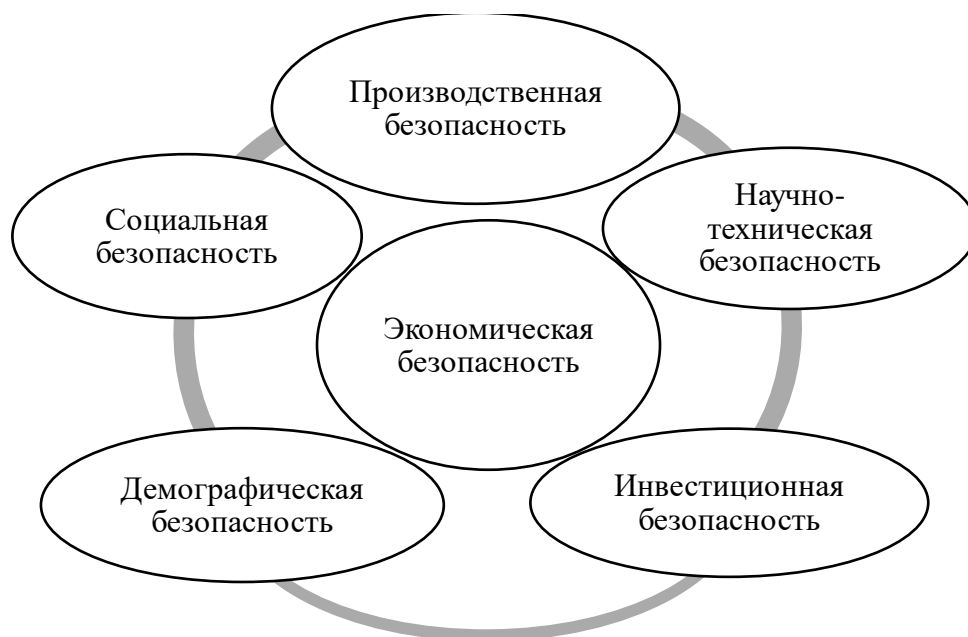 Производственная
безопасность
Социальная
безопасность
Научно-
техническая
безопасность
Экономическая
безопасность
Демографическая
безопасность
Инвестиционная
безопасность